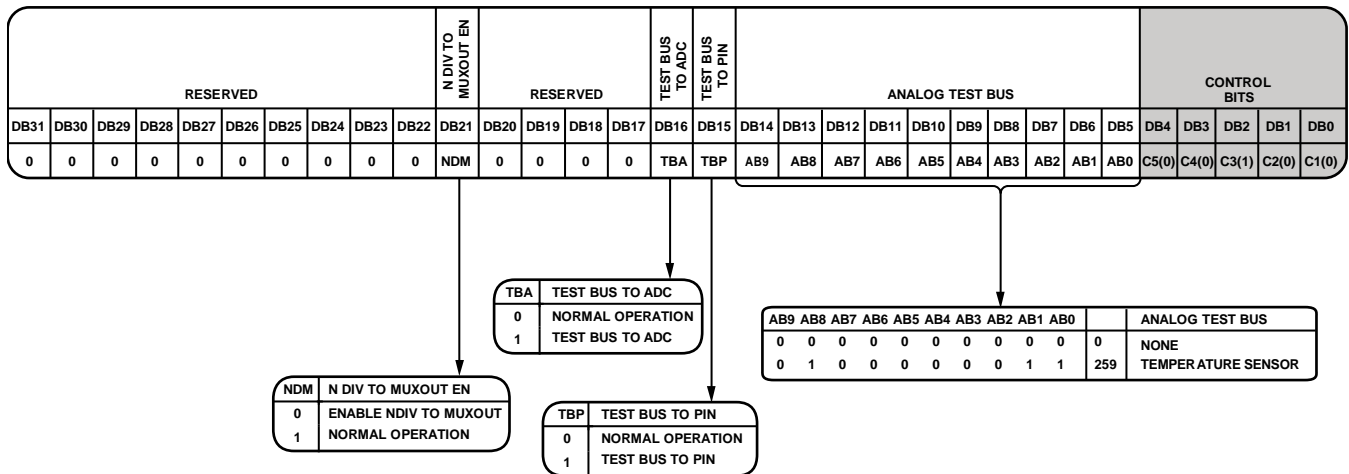 RESERVED
N DIV TO
MUXOUT EN
RESERVED
TEST BUS
TO ADC
TEST BUS
TO PIN
ANALOG TEST BUS
CONTROL
BITS
DB31 DB30 DB29 DB28 DB27 DB26 DB25 DB24 DB23 DB22 DB21 DB20 DB19 DB18 DB17 DB16 DB15 DB14 DB13 DB12 DB11 DB10 DB9 DB8 DB7 DB6 DB5 DB4 DB3 DB2 DB1 DB0
0 0 0 0 0 0 0 0 0 0 NDM 0 0 0 0 TBA TBP AB9 AB8 AB7 AB6 AB5 AB4 AB3 AB2 AB1 AB0 C5(0) C4(0) C3(1) C2(0) C1(0)
TBA TEST BUS TO ADC
0 NORMAL OPERATION
1 TEST BUS TO ADC
AB9 AB8 AB7 AB6 AB5 AB4 AB3 AB2 AB1 AB0 ANALOG TEST BUS
0 0 0 0 0 0 0 0 0 0 0 NONE
0 1 0 0 0 0 0 0 1 1 259 TEMPERATURE SENSOR
NDM N DIV TO MUXOUT EN
0 ENABLE NDIV TO MUXOUT
1 NORMAL OPERATION
TBP TEST BUS TO PIN
0 NORMAL OPERATION
1 TEST BUS TO PIN